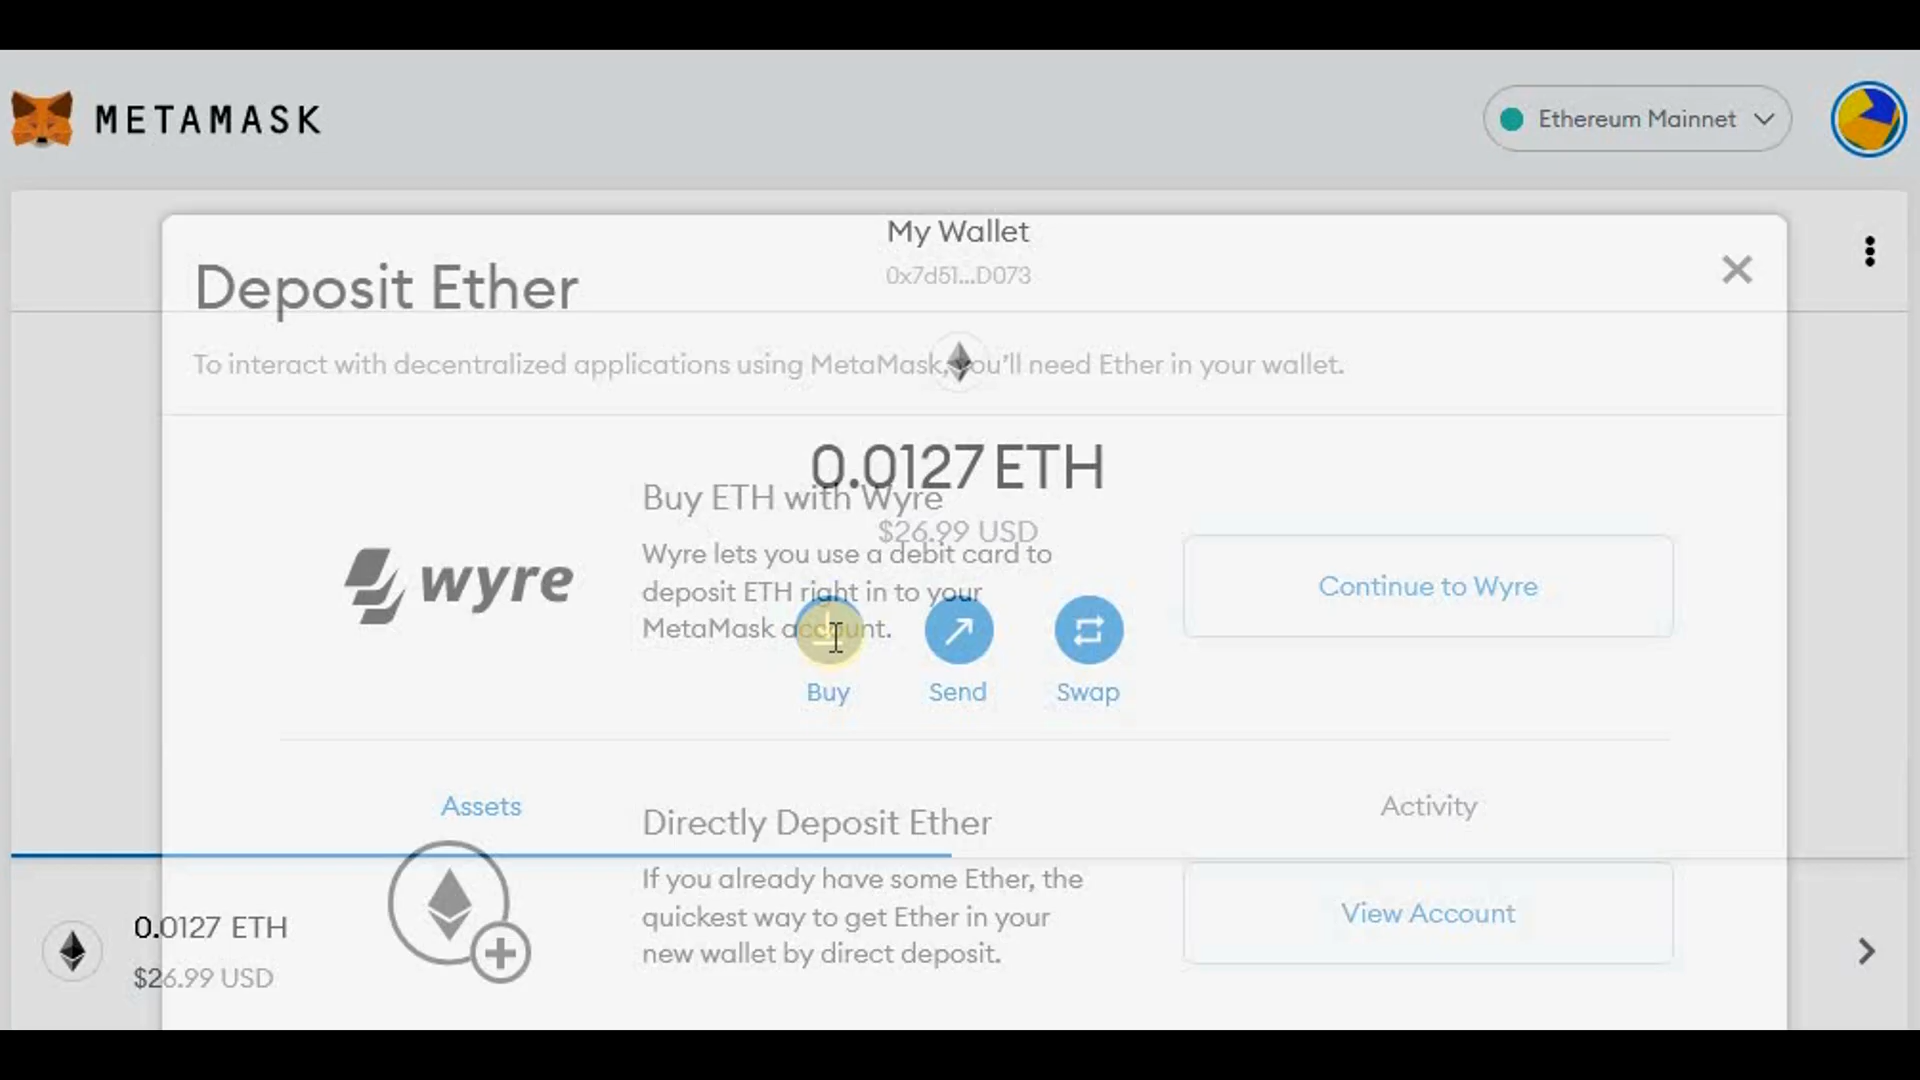 METAMASK
Ethereum Mainnet
My Wallet
0x7d51...D073
Deposit Ether
To interact with decentralized applications using MetaMask, you'll need Ether in your wallet.
0.0127 ETH
$26.99 USD
Buy ETH with Wyre
wyre
Wyre lets you use a debit card to
deposit ETH right in to your
MetaMask account.
Continue to Wyre
Buy
Send
Swap
Assets
Activity
Directly Deposit Ether
If you already have some Ether, the
quickest way to get Ether in your
new wallet by direct deposit.
View Account
0.0127 ETH
$26.99 USD